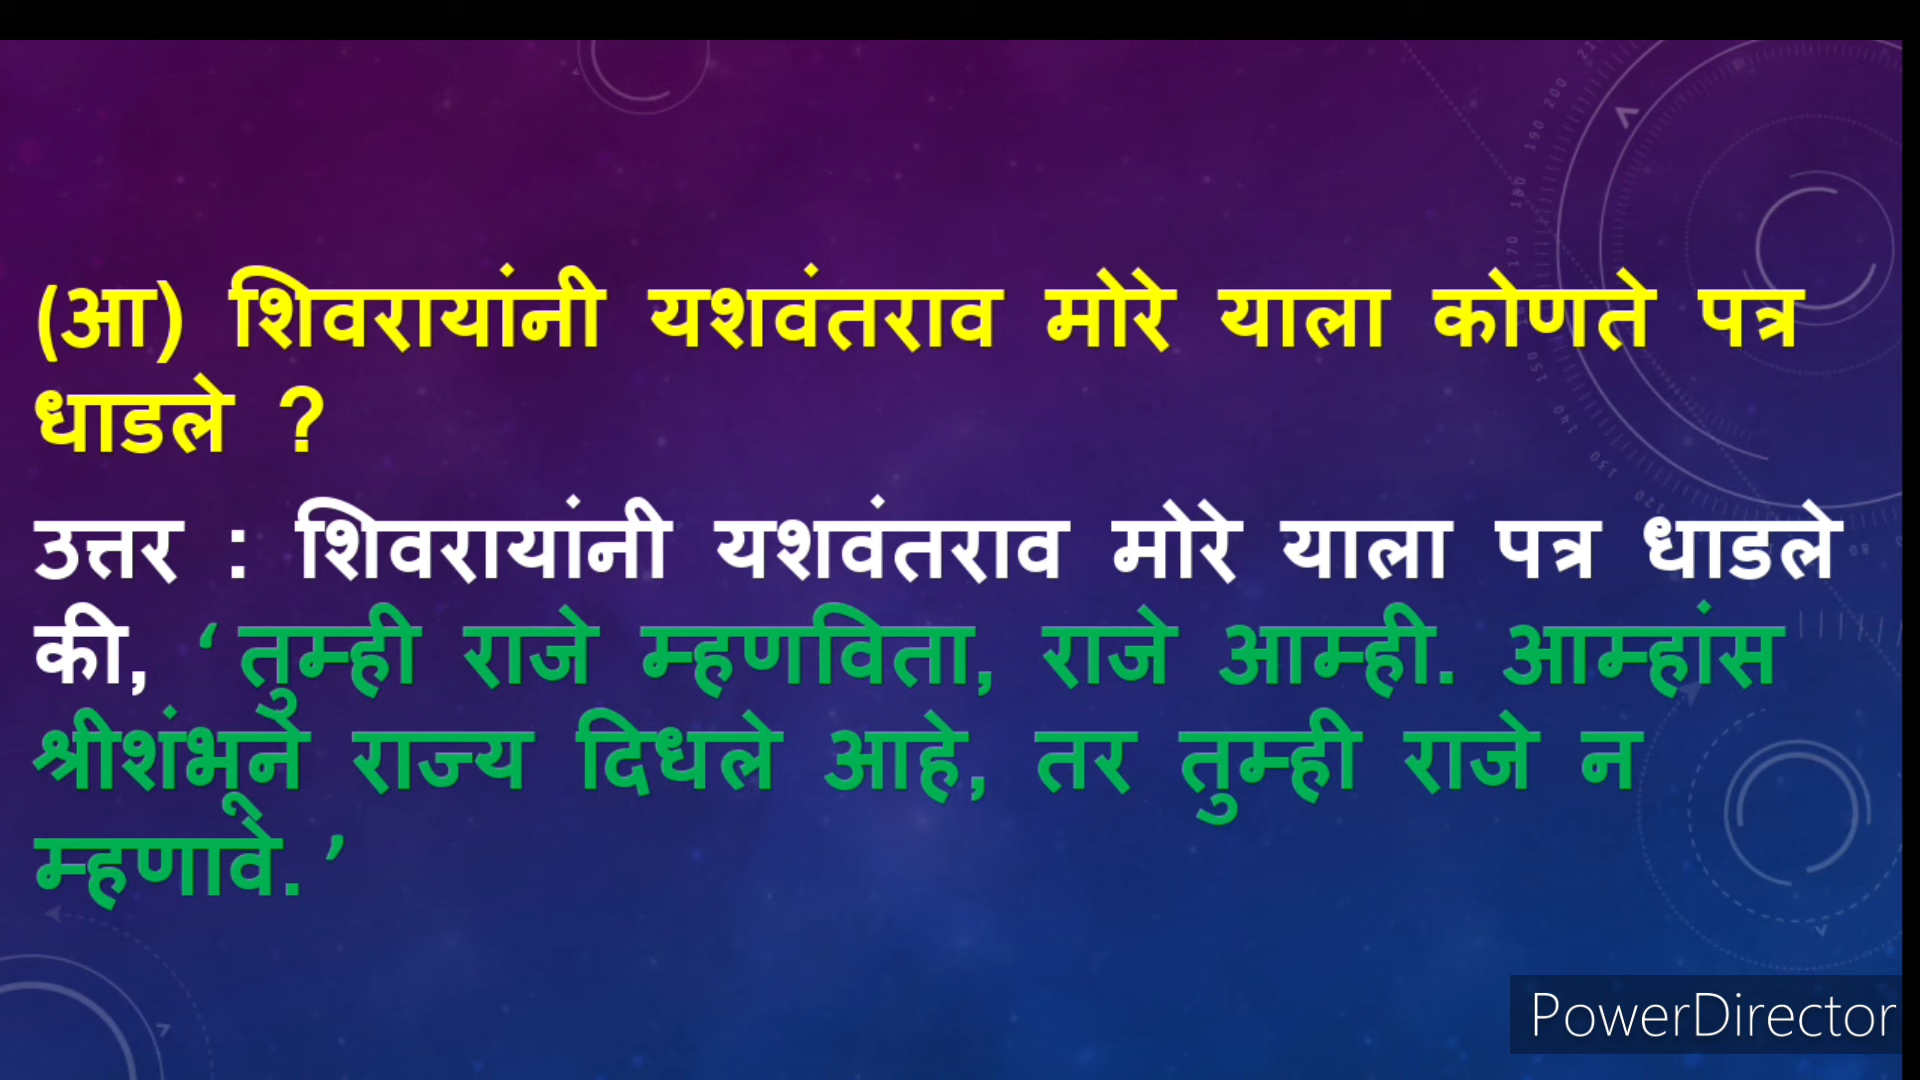 (आ) शिवरायांनी यशवंतराव मोरे याला कोणते पत्र
धाडले ?
उत्तर : शिवरायांनी यशवंतराव मोरे याला पत्र धाडले
की, ‘ तुम्ही राजे म्हणविता, राजे आम्ही. आम्हांस
श्रीशंभूने राज्य दिधले आहे, तर तुम्ही राजे न
म्हणावे. ’
PowerDirector